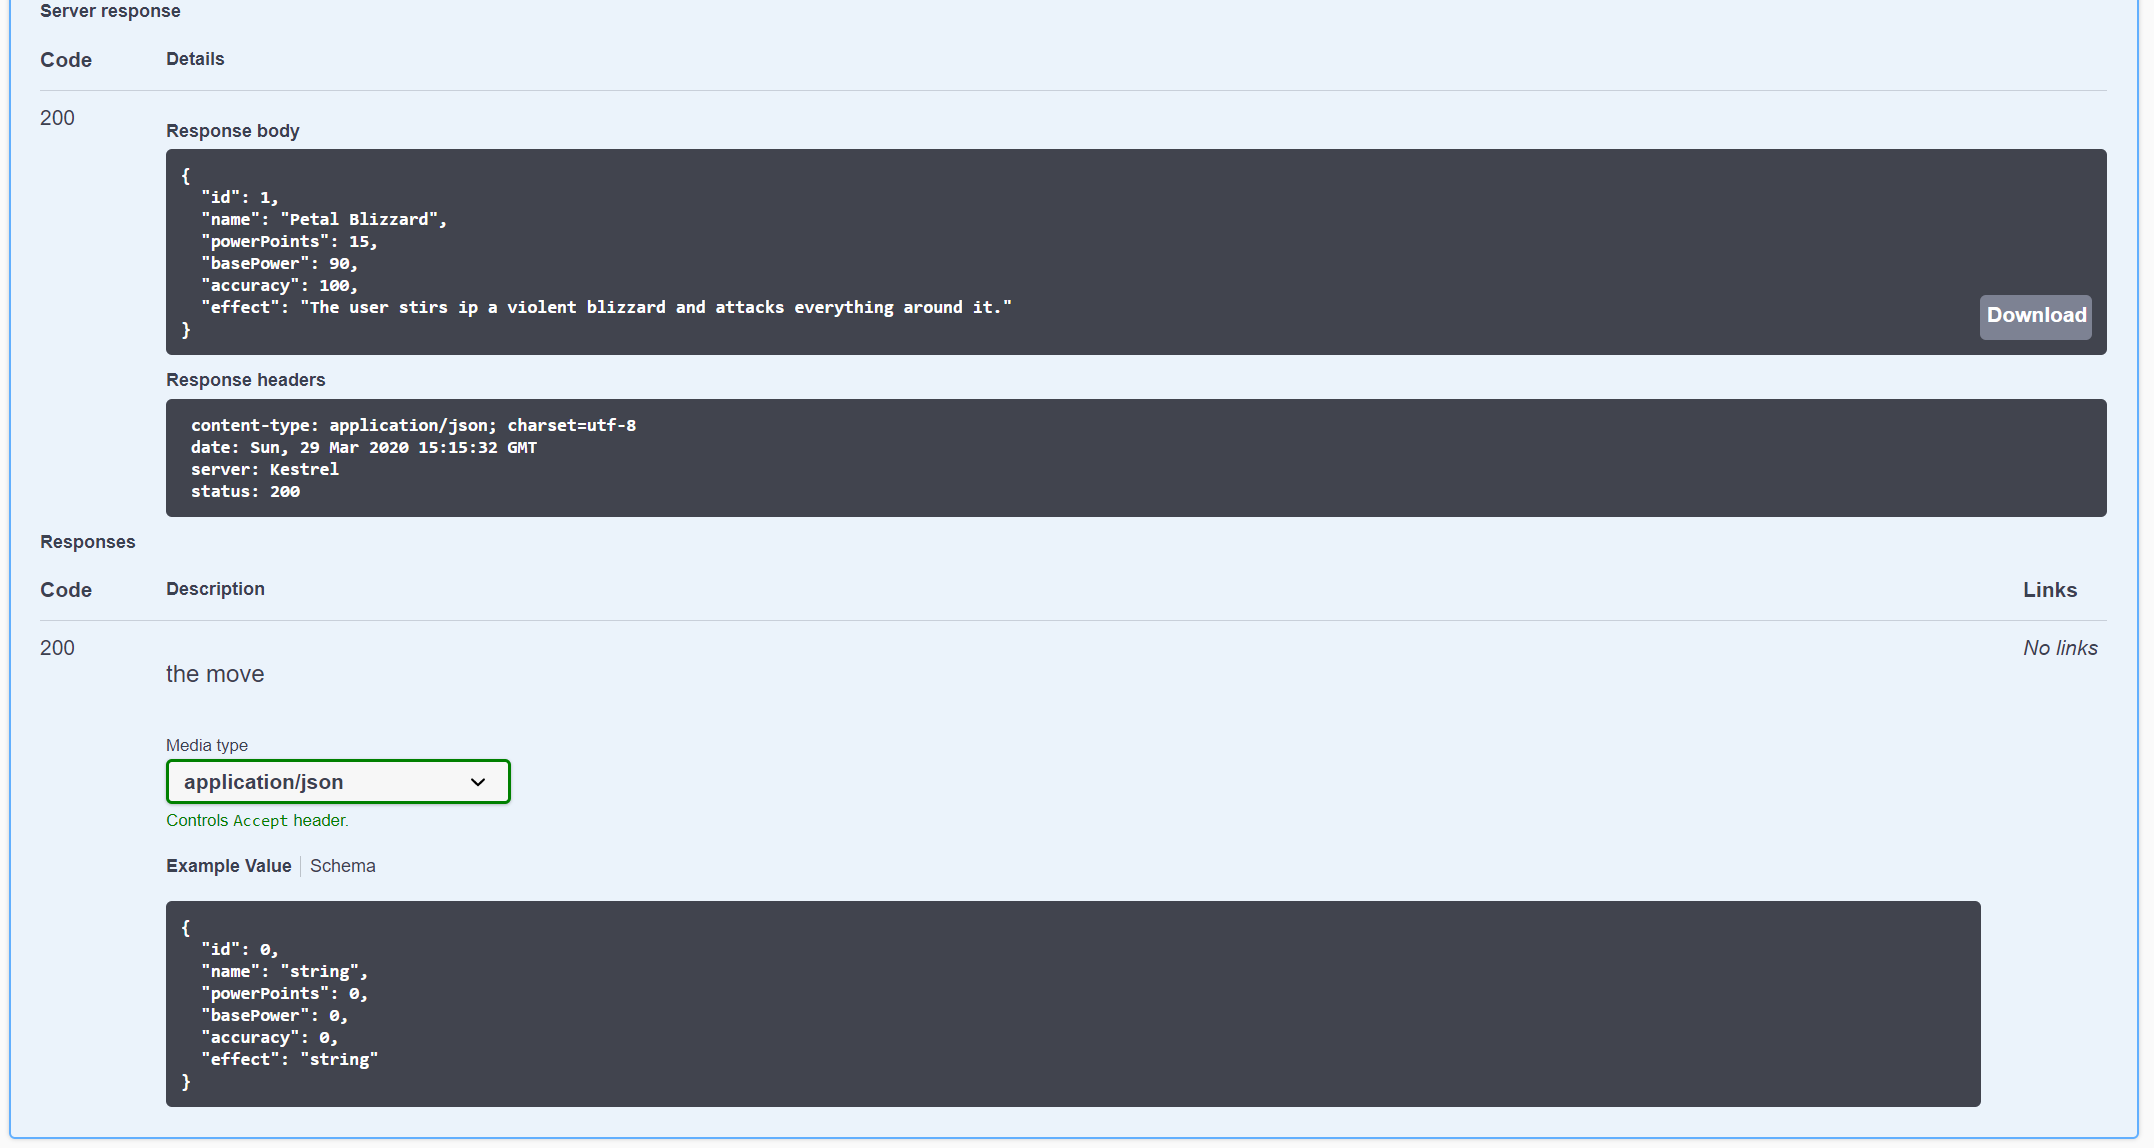 Server response
Code Details
200
Response body
{
  "id": 1,
  "name": "Petal Blizzard",
  "powerPoints": 15,
  "basePower": 90,
  "accuracy": 100,
  "effect": "The user stirs ip a violent blizzard and attacks everything around it."
}
Download
Response headers
content-type: application/json; charset=utf-8
date: Sun, 29 Mar 2020 15:15:32 GMT
server: Kestrel
status: 200
Responses
Code Description Links
200 No links
the move
Media type
application/json
Controls Accept header.
Example Value Schema
{
  "id": 0,
  "name": "string",
  "powerPoints": 0,
  "basePower": 0,
  "accuracy": 0,
  "effect": "string"
}